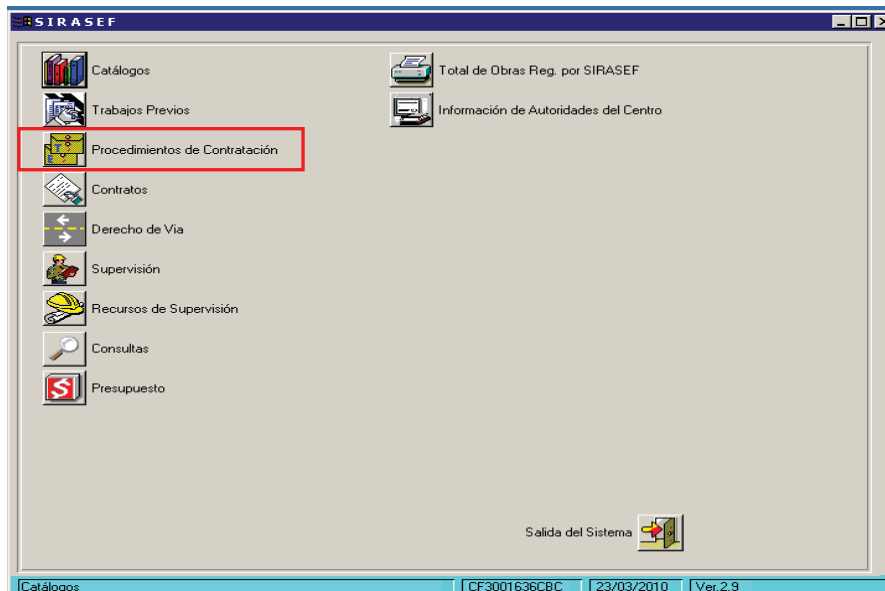 SIRASEF
Catálogos
Trabajos Previos
Procedimientos de Contratación
Contratos
Derecho de Via
Supervisión
Recursos de Supervisión
Consultas
Presupuesto
Total de Obras Reg. por SIRASEF
Información de Autoridades del Centro
Salida del Sistema
Catálogos CF3001636CBC 23/03/2010 Ver.2.9